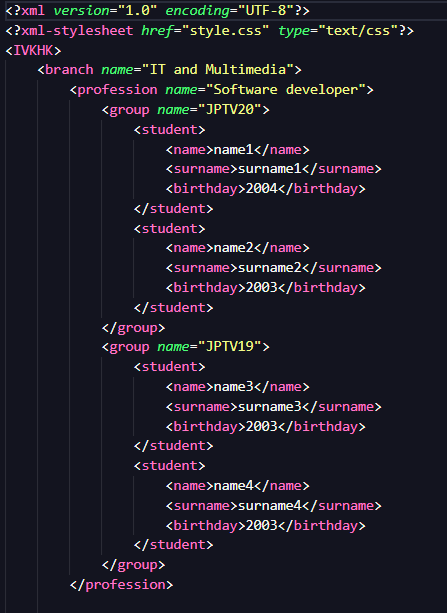 <?xml version="1.0" encoding="UTF-8"?>
<?xml-stylesheet href="style.css" type="text/css"?>
<IVKHK>
<branch name="IT and Multimedia">
<profession name="Software developer">
<group name="JPTV20">
<student>
<name>name1</name>
<surname>surname1</surname>
<birthday>2004</birthday>
</student>
<student>
<name>name2</name>
<surname>surname2</surname>
<birthday>2003</birthday>
</student>
</group>
<group name="JPTV19">
<student>
<name>name3</name>
<surname>surname3</surname>
<birthday>2003</birthday>
</student>
<student>
<name>name4</name>
<surname>surname4</surname>
<birthday>2003</birthday>
</student>
</group>
</profession>